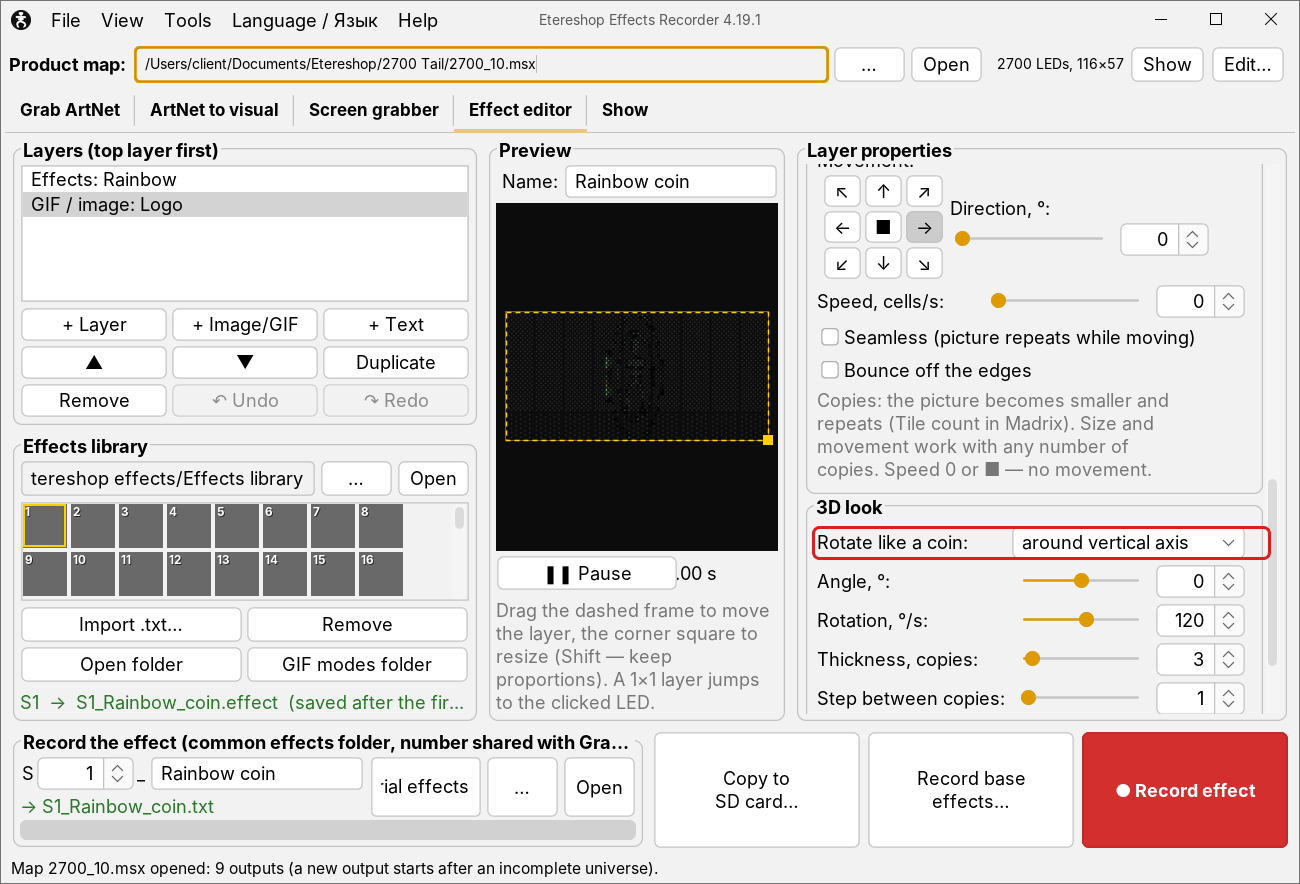 File View Tools Language / Язык Help
Etereshop Effects Recorder 4.19.1
Product map: /Users/client/Documents/Etereshop/2700 Tail/2700_10.msx ... Open 2700 LEDs, 116×57 Show Edit...
Grab ArtNet ArtNet to visual Screen grabber Effect editor Show
Layers (top layer first)
Effects: Rainbow
GIF / image: Logo
+ Layer + Image/GIF + Text
▲ ▼ Duplicate
Remove ↶ Undo ↷ Redo
Effects library
tereshop effects/Effects library ... Open
1 2 3 4 5 6 7 8
9 10 11 12 13 14 15 16
Import .txt... Remove
Open folder GIF modes folder
S1 → S1_Rainbow_coin.effect (saved after the fir...
Preview
Name: Rainbow coin
❚❚ Pause .00 s
Drag the dashed frame to move
the layer, the corner square to
resize (Shift — keep
proportions). A 1×1 layer jumps
to the clicked LED.
Layer properties
Movement:
↖ ↑ ↗
← ■ →
↙ ↓ ↘
Direction, °:
0
Speed, cells/s: 0
Seamless (picture repeats while moving)
Bounce off the edges
Copies: the picture becomes smaller and
repeats (Tile count in Madrix). Size and
movement work with any number of
copies. Speed 0 or ■ — no movement.
3D look
Rotate like a coin: around vertical axis
Angle, °: 0
Rotation, °/s: 120
Thickness, copies: 3
Step between copies: 1
Record the effect (common effects folder, number shared with Gra...
S 1 _ Rainbow coin ial effects ... Open
→ S1_Rainbow_coin.txt
Copy to
SD card...
Record base
effects...
● Record effect
Map 2700_10.msx opened: 9 outputs (a new output starts after an incomplete universe).